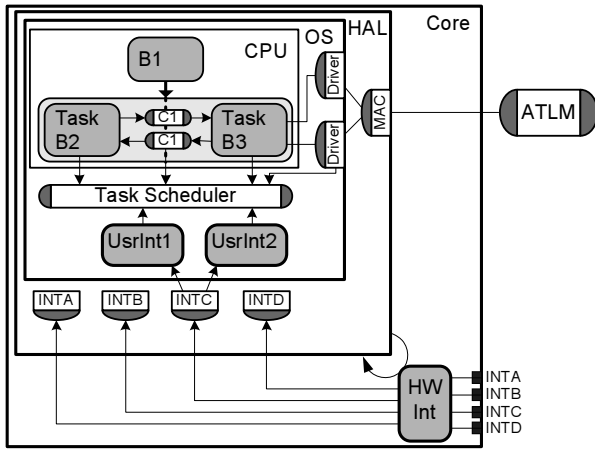 Core
HAL
OS
CPU
B1
Driver
Task
B2
C1
C1
Task
B3
Driver
MAC
ATLM
Task Scheduler
UsrInt1
UsrInt2
INTA
INTB
INTC
INTD
HW
Int
INTA
INTB
INTC
INTD